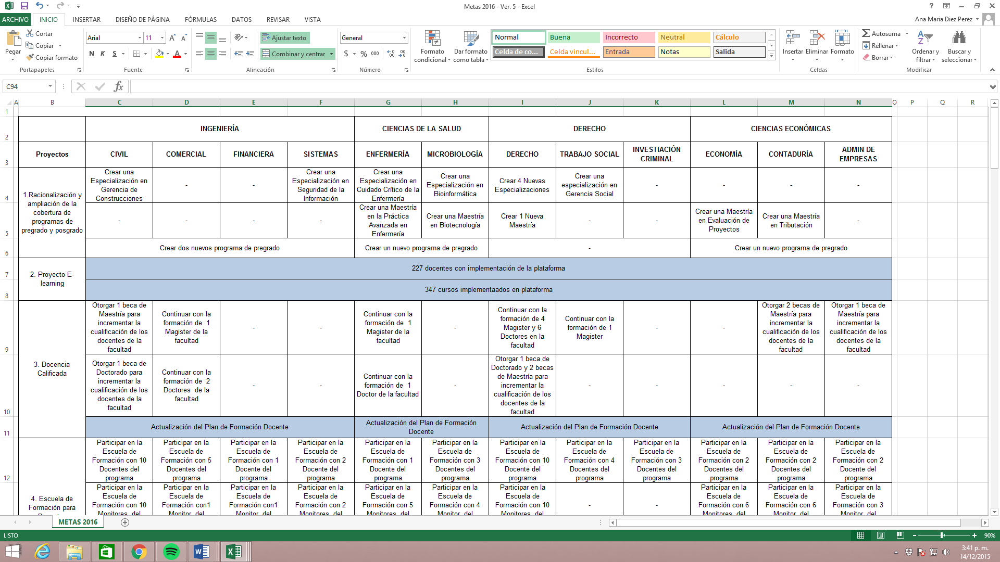 Metas 2016 - Ver. 5 - Excel
ARCHIVO INICIO INSERTAR DISEÑO DE PÁGINA FÓRMULAS DATOS REVISAR VISTA
Ana Maria Diez Perez
Pegar
Cortar
Copiar
Copiar formato
Portapapeles
Arial 11
N K S
Fuente
Ajustar texto
Combinar y centrar
Alineación
General
$ % 000
Número
Formato condicional
Dar formato como tabla
Normal Buena Incorrecto Neutral Cálculo
Celda de co... Celda vincul... Entrada Notas Salida
Estilos
Insertar Eliminar Formato
Celdas
Autosuma
Rellenar
Borrar
Ordenar y filtrar
Buscar y seleccionar
Modificar
C94 fx
A B C D E F G H I J K L M N O P Q R
1
2 INGENIERÍA CIENCIAS DE LA SALUD DERECHO CIENCIAS ECONÓMICAS
3 Proyectos CIVIL COMERCIAL FINANCIERA SISTEMAS ENFERMERÍA MICROBIOLOGÍA DERECHO TRABAJO SOCIAL INVESTIACIÓN CRIMINAL ECONOMÍA CONTADURÍA ADMIN DE EMPRESAS
1.Racionalización y ampliación de la cobertura de programas de pregrado y posgrado
4 Crear una Especialización en Gerencia de Construcciones - - Crear una Especialización en Seguridad de la Información Crear una Especialización en Cuidado Crítico de la Enfermería Crear una Especialización en Bioinformática Crear 4 Nuevas Especializaciones Crear una especialización en Gerencia Social - - - -
5 - - - - Crear una Maestría en la Práctica Avanzada en Enfermería Crear una Maestría en Biotecnología Crear 1 Nueva Maestría - - Crear una Maestría en Evaluación de Proyectos Crear una Maestría en Tributación -
6 Crear dos nuevos programa de pregrado Crear un nuevo programa de pregrado - Crear un nuevo programa de pregrado
2. Proyecto E-learning
7 227 docentes con implementación de la plataforma
8 347 cursos implementaados en plataforma
3. Docencia Calificada
9 Otorgar 1 beca de Maestría para incrementar la cualificación de los docentes de la facultad Continuar con la formación de 1 Magister de la facultad - - Continuar con la formación de 1 Magister de la facultad - Continuar con la formación de 4 Magister y 6 Doctores en la facultad Continuar con la formación de 1 Magister - - Otorgar 2 becas de Maestría para incrementar la cualificación de los docentes de la facultad Otorgar 1 beca de Maestría para incrementar la cualificación de los docentes de la facultad
10 Otorgar 1 beca de Doctorado para incrementar la cualificación de los docentes de la facultad Continuar con la formación de 2 Doctores de la facultad - - Continuar con la formación de 1 Doctor de la facultad - Otorgar 1 beca de Doctorado y 2 becas de Maestría para incrementar la cualificación de los docentes de la facultad - - - - -
11 Actualización del Plan de Formación Docente Actualización del Plan de Formación Docente Actualización del Plan de Formación Docente Actualización del Plan de Formación Docente
12 Participar en la Escuela de Formación con 10 Docentes del programa Participar en la Escuela de Formación con 5 Docentes del programa Participar en la Escuela de Formación con 1 Docente del programa Participar en la Escuela de Formación con 2 Docente del programa Participar en la Escuela de Formación con 1 Docente del programa Participar en la Escuela de Formación con 3 Docentes del programa Participar en la Escuela de Formación con 10 Docente del programa Participar en la Escuela de Formación con 4 Docentes del programa Participar en la Escuela de Formación con 3 Docentes del programa Participar en la Escuela de Formación con 2 Docentes del programa Participar en la Escuela de Formación con 2 Docentes del programa Participar en la Escuela de Formación con 2 Docente del programa
4. Escuela de Formación para
Participar en la Escuela de Formación con 10 Monitores del Participar en la Escuela de Formación con1 Monitor del Participar en la Escuela de Formación con1 Monitor del Participar en la Escuela de Formación con 2 Monitores del Participar en la Escuela de Formación con 5 Monitores del Participar en la Escuela de Formación con 4 Monitor del Participar en la Escuela de Formación con 10 Monitores del - - Participar en la Escuela de Formación con 6 Monitores del Participar en la Escuela de Formación con 6 Monitor del Participar en la Escuela de Formación con 3 Monitor del
METAS 2016
LISTO
90%
3:41 p. m.
14/12/2015